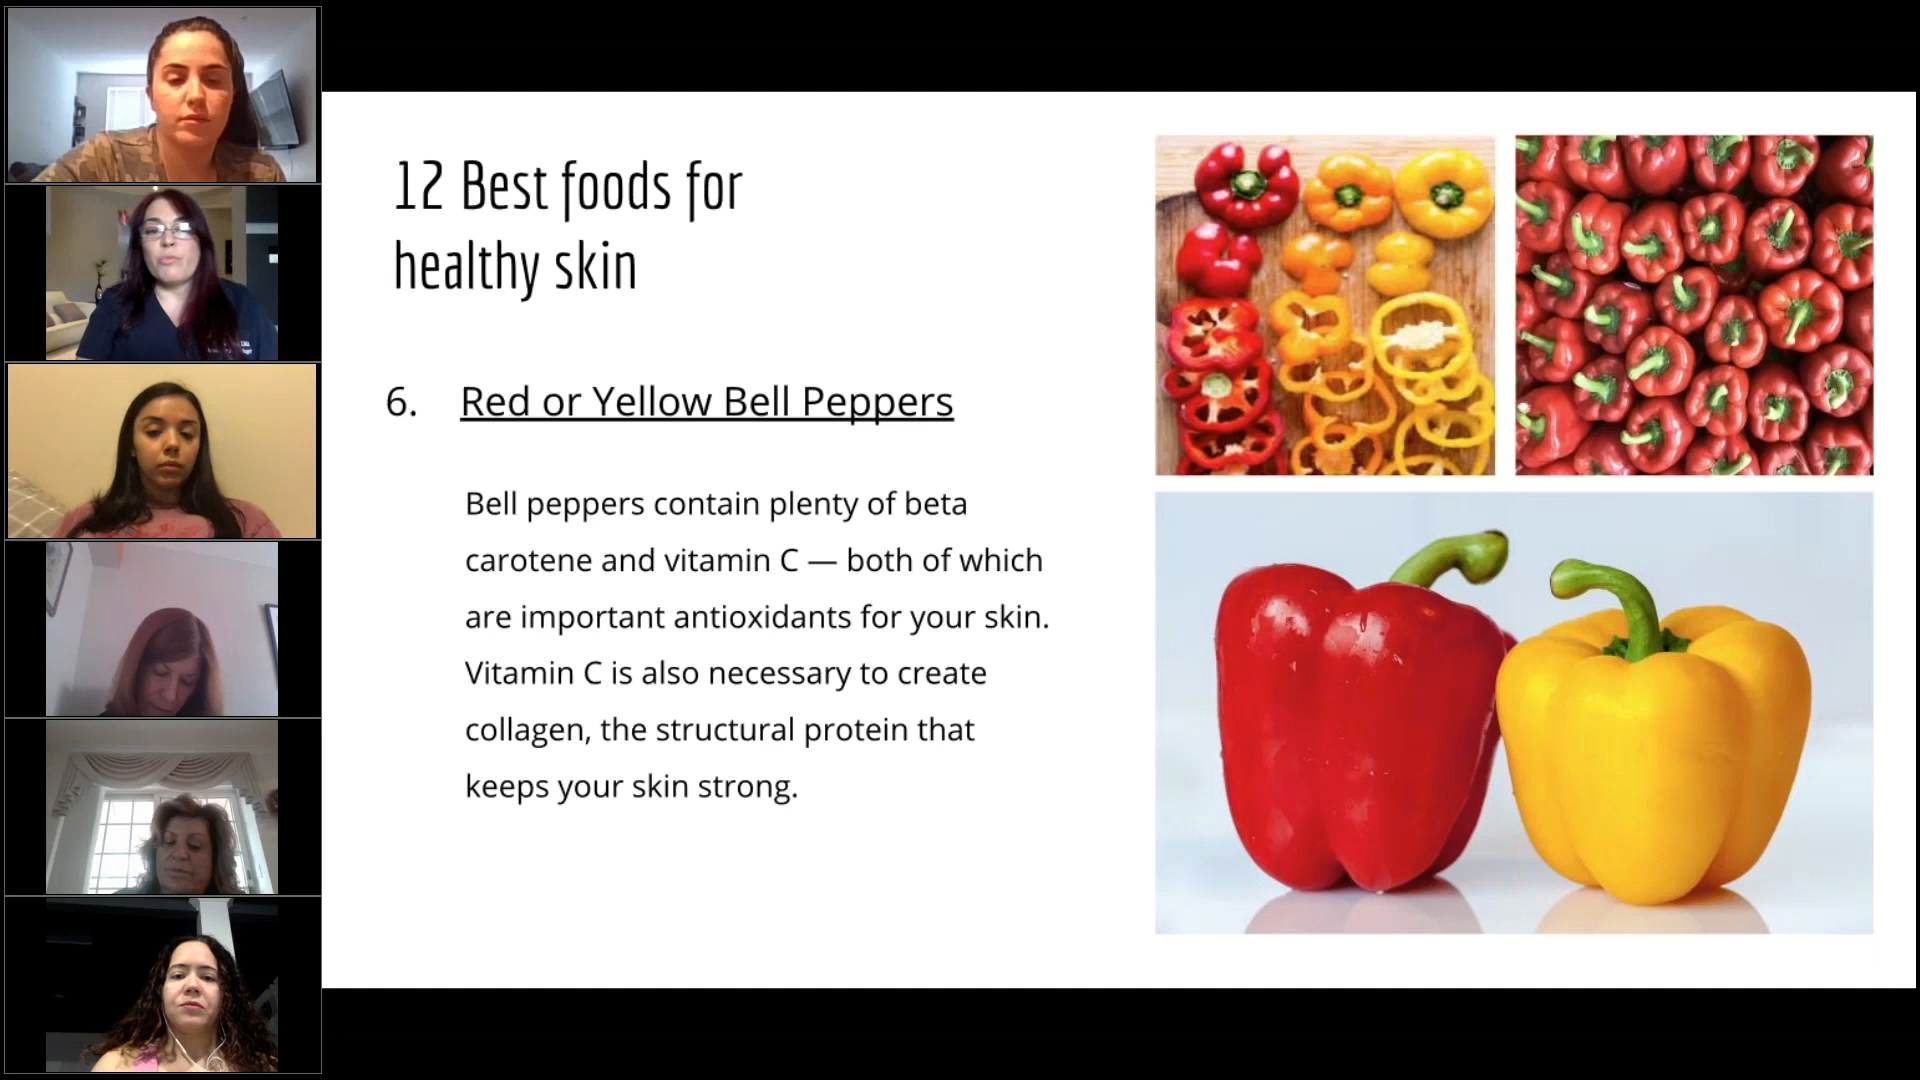 12 Best foods for
healthy skin
6. Red or Yellow Bell Peppers
Bell peppers contain plenty of beta
carotene and vitamin C — both of which
are important antioxidants for your skin.
Vitamin C is also necessary to create
collagen, the structural protein that
keeps your skin strong.